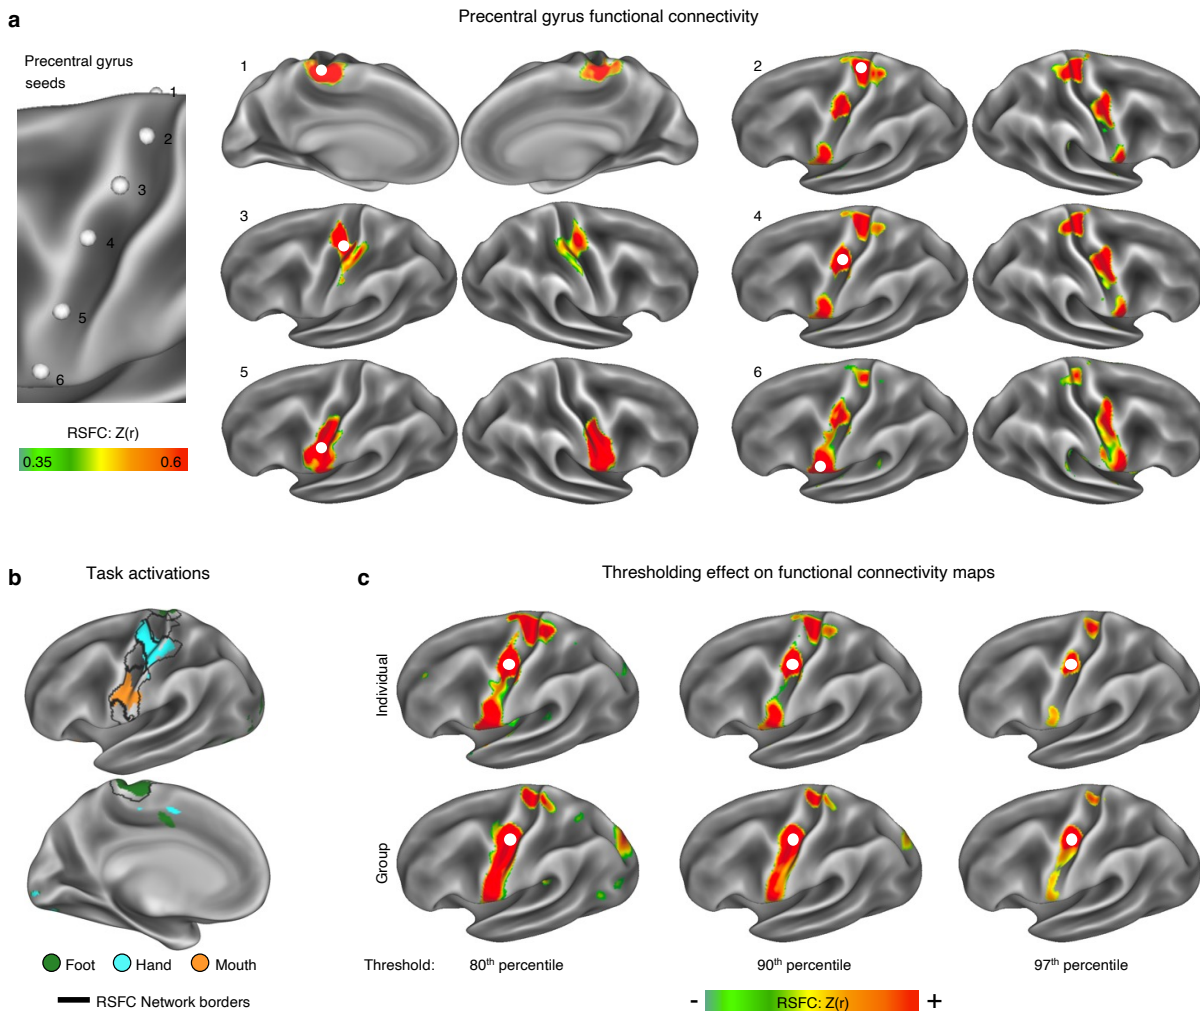 a
Precentral gyrus functional connectivity
Precentral gyrus
seeds
1
2
3
4
5
6
RSFC: Z(r)
0.35 0.6
1
2
3
4
5
6
b
Task activations
Foot Hand Mouth
RSFC Network borders
c
Thresholding effect on functional connectivity maps
Individual
Group
Threshold: 80th percentile 90th percentile 97th percentile
- RSFC: Z(r) +